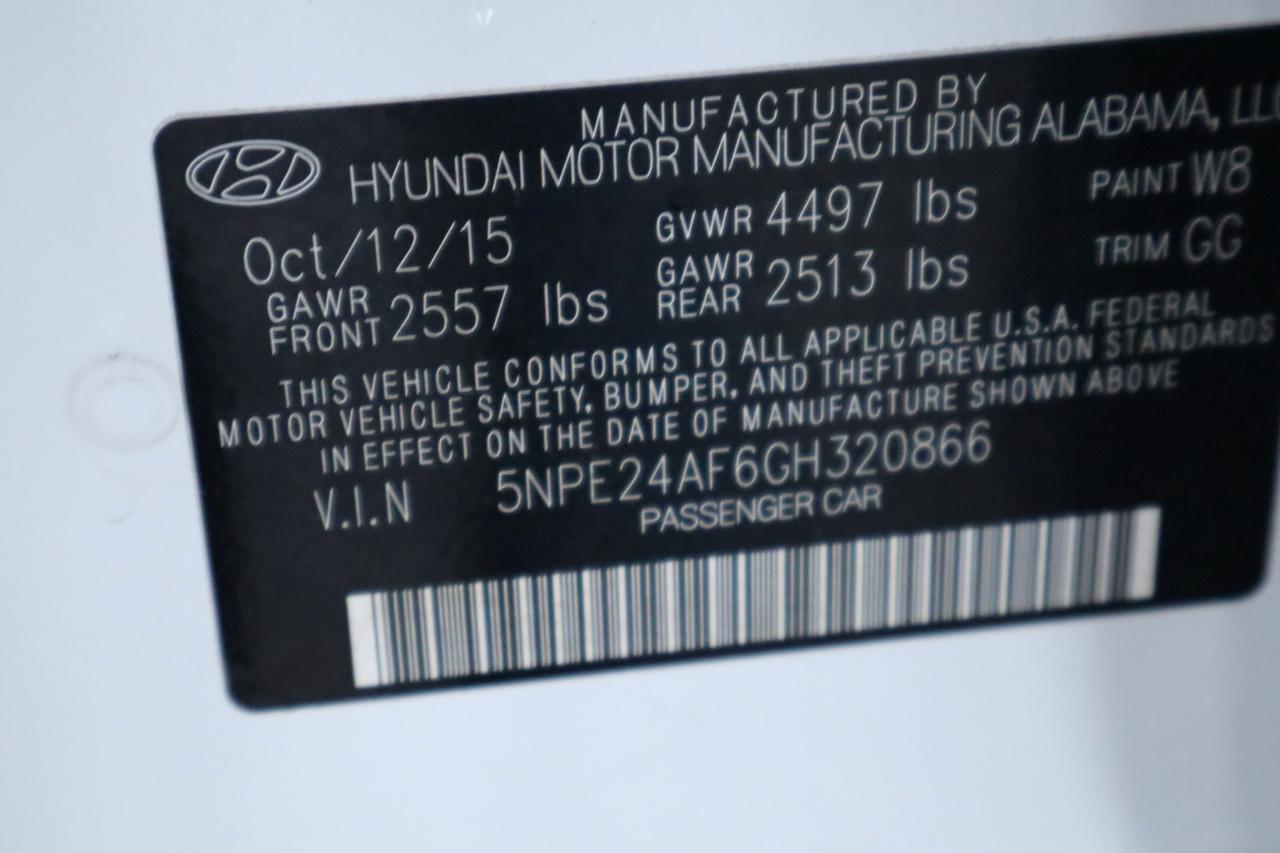 MANUFACTURED BY
HYUNDAI MOTOR MANUFACTURING ALABAMA, LLC
Oct/12/15 GVWR 4497 lbs PAINT W8
GAWR FRONT 2557 lbs GAWR REAR 2513 lbs TRIM GG
THIS VEHICLE CONFORMS TO ALL APPLICABLE U.S.A. FEDERAL
MOTOR VEHICLE SAFETY, BUMPER, AND THEFT PREVENTION STANDARDS
IN EFFECT ON THE DATE OF MANUFACTURE SHOWN ABOVE
V.I.N 5NPE24AF6GH320866
PASSENGER CAR